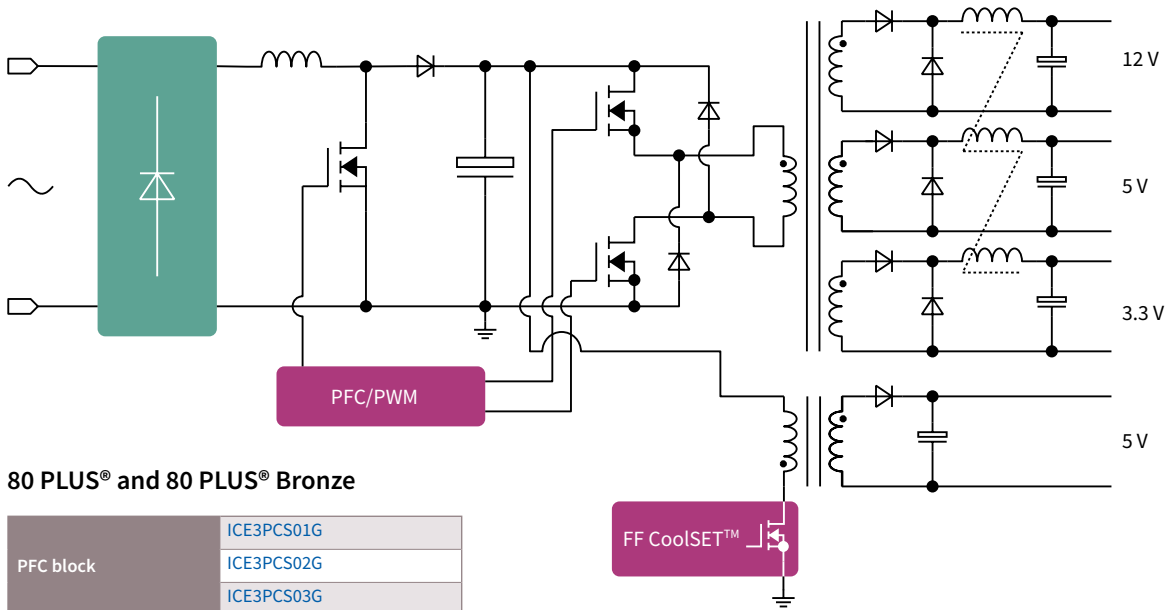 12 V
5 V
3.3 V
PFC/PWM
5 V
80 PLUS® and 80 PLUS® Bronze
FF CoolSET™
PFC block
ICE3PCS01G
ICE3PCS02G
ICE3PCS03G